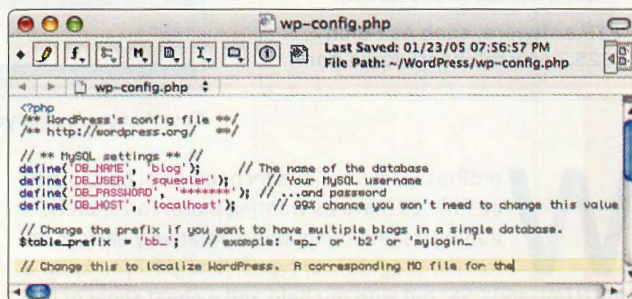 wp-config.php
Last Saved: 01/23/05 07:56:57 PM
File Path: ~/WordPress/wp-config.php
wp-config.php
<?php
/** WordPress's config file **/
/** http://wordpress.org/ **/
// ** MySQL settings ** //
define('DB_NAME', 'blog'); // The name of the database
define('DB_USER', 'squealer'); // Your MySQL username
define('DB_PASSWORD', '*******'); // ...and password
define('DB_HOST', 'localhost'); // 99% chance you won't need to change this value
// Change the prefix if you want to have multiple blogs in a single database.
$table_prefix = 'bb_'; // example: 'wp_' or 'b2' or 'mylogin_'
// Change this to localize WordPress. A corresponding MO file for the